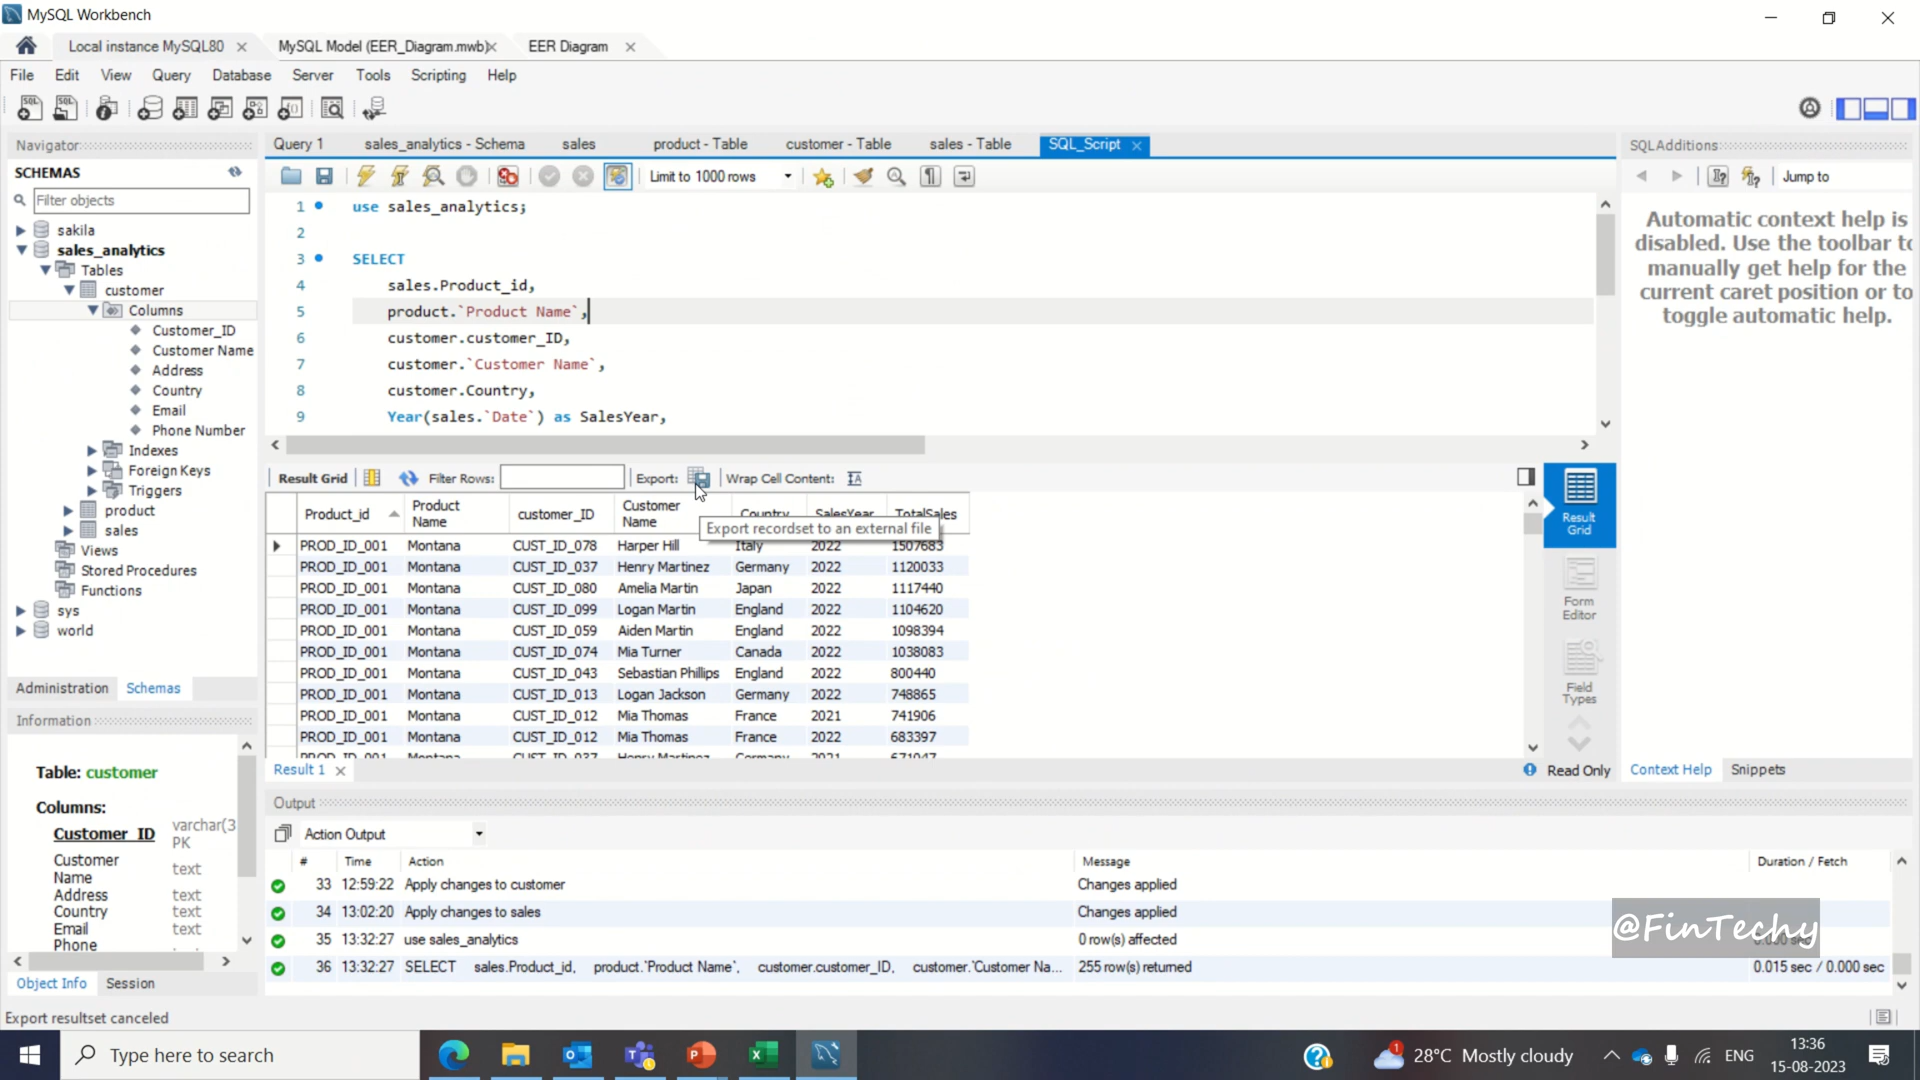 MySQL Workbench
Local instance MySQL80
MySQL Model (EER_Diagram.mwb)
EER Diagram
File Edit View Query Database Server Tools Scripting Help
Navigator
SCHEMAS
Filter objects
sakila
sales_analytics
Tables
customer
Columns
Customer_ID
Customer Name
Address
Country
Email
Phone Number
Indexes
Foreign Keys
Triggers
product
sales
Views
Stored Procedures
Functions
sys
world
Administration Schemas
Information
Table: customer
Columns:
Customer_ID varchar(3
PK
Customer
Name text
Address text
Country text
Email text
Phone
Object Info Session
Export resultset canceled
Query 1 sales_analytics - Schema sales product - Table customer - Table sales - Table SQL_Script
Limit to 1000 rows
1 use sales_analytics;
2
3 SELECT
4 sales.Product_id,
5 product.`Product Name`,
6 customer.customer_ID,
7 customer.`Customer Name`,
8 customer.Country,
9 Year(sales.`Date`) as SalesYear,
Result Grid Filter Rows: Export: Wrap Cell Content:
Product_id Product Name customer_ID Customer Name Country SalesYear TotalSales
Export recordset to an external file
PROD_ID_001 Montana CUST_ID_078 Harper Hill Italy 2022 1507683
PROD_ID_001 Montana CUST_ID_037 Henry Martinez Germany 2022 1120033
PROD_ID_001 Montana CUST_ID_080 Amelia Martin Japan 2022 1117440
PROD_ID_001 Montana CUST_ID_099 Logan Martin England 2022 1104620
PROD_ID_001 Montana CUST_ID_059 Aiden Martin England 2022 1098394
PROD_ID_001 Montana CUST_ID_074 Mia Turner Canada 2022 1038083
PROD_ID_001 Montana CUST_ID_043 Sebastian Phillips England 2022 800440
PROD_ID_001 Montana CUST_ID_013 Logan Jackson Germany 2022 748865
PROD_ID_001 Montana CUST_ID_012 Mia Thomas France 2021 741906
PROD_ID_001 Montana CUST_ID_012 Mia Thomas France 2022 683397
Result 1
Read Only
Result
Grid
Form
Editor
Field
Types
SQLAdditions
Jump to
Automatic context help is
disabled. Use the toolbar to
manually get help for the
current caret position or to
toggle automatic help.
Context Help Snippets
Output
Action Output
# Time Action Message Duration / Fetch
33 12:59:22 Apply changes to customer Changes applied
34 13:02:20 Apply changes to sales Changes applied
35 13:32:27 use sales_analytics 0 row(s) affected
36 13:32:27 SELECT sales.Product_id, product.`Product Name`, customer.customer_ID, customer.`Customer Na... 255 row(s) returned 0.015 sec / 0.000 sec
@FinTechy
Type here to search
28°C Mostly cloudy
ENG
13:36
15-08-2023